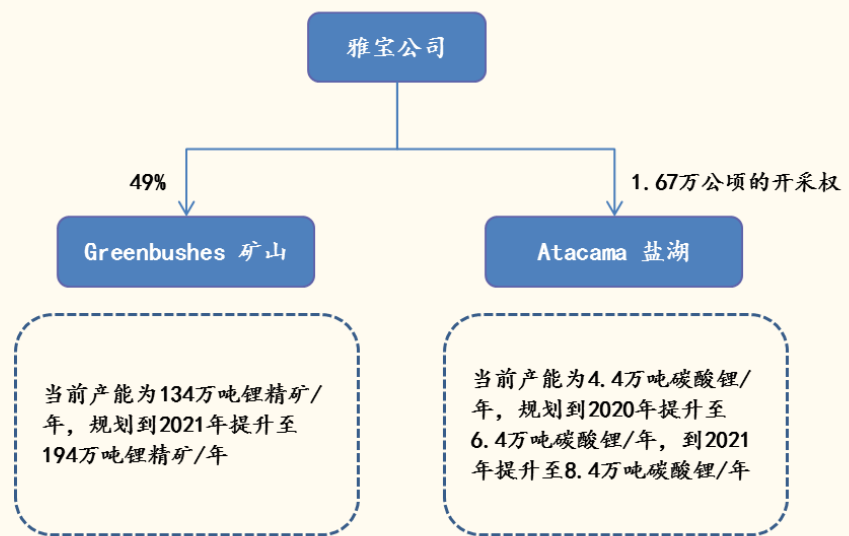 雅宝公司
49%
1.67万公顷的开采权
Greenbushes 矿山
Atacama 盐湖
当前产能为134万吨锂精矿/
年，规划到2021年提升至
194万吨锂精矿/年
当前产能为4.4万吨碳酸锂/
年，规划到2020年提升至
6.4万吨碳酸锂/年，到2021
年提升至8.4万吨碳酸锂/年